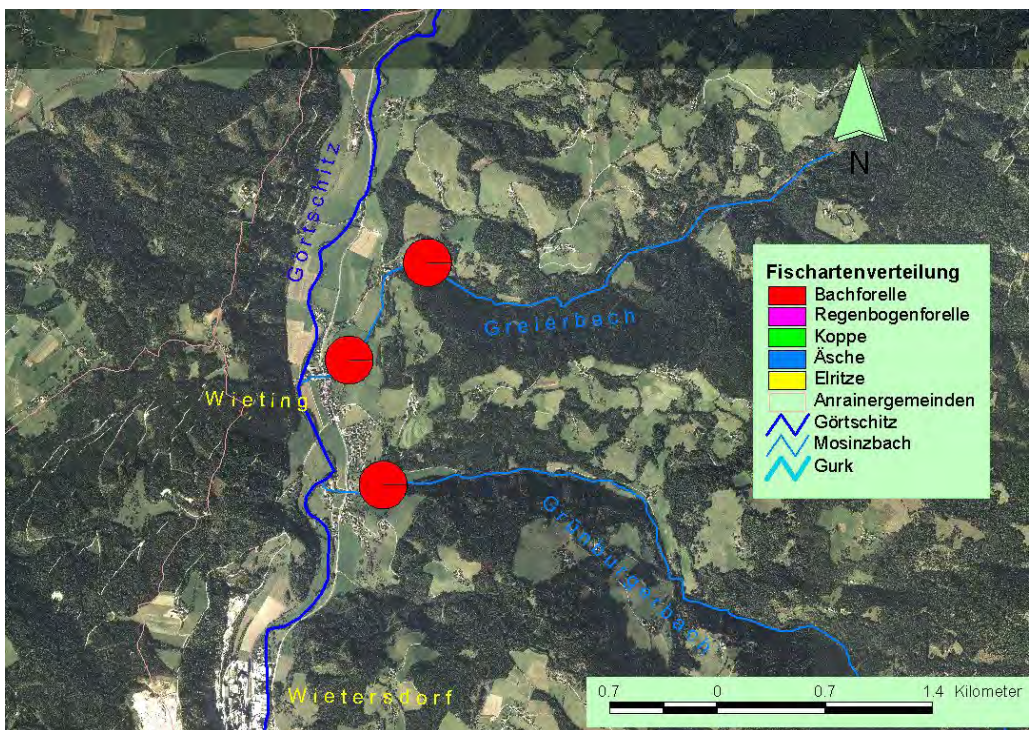 Görtschitz
N
Fischartenverteilung
Bachforelle
Regenbogenforelle
Koppe
Äsche
Elritze
Anrainergemeinden
Görtschitz
Mosinzbach
Gurk
Greierbach
Wieting
Grünburgerbach
Wietersdorf
0.7 0 0.7 1.4 Kilometer